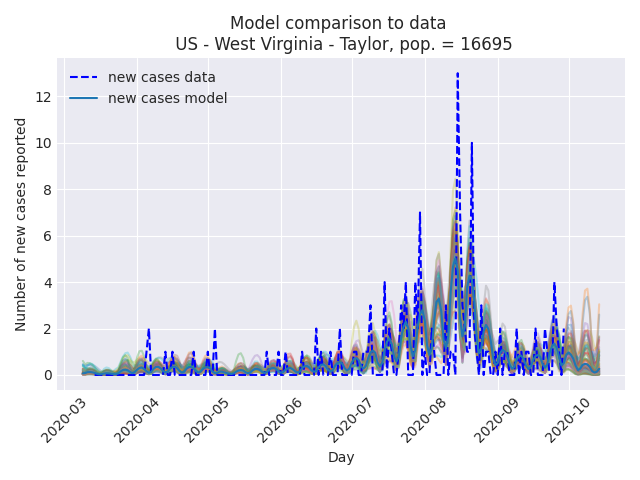 Model comparison to data
US - West Virginia - Taylor, pop. = 16695
new cases data
new cases model
Number of new cases reported
12
10
8
6
4
2
0
2020-03
2020-04
2020-05
2020-06
2020-07
2020-08
2020-09
2020-10
Day